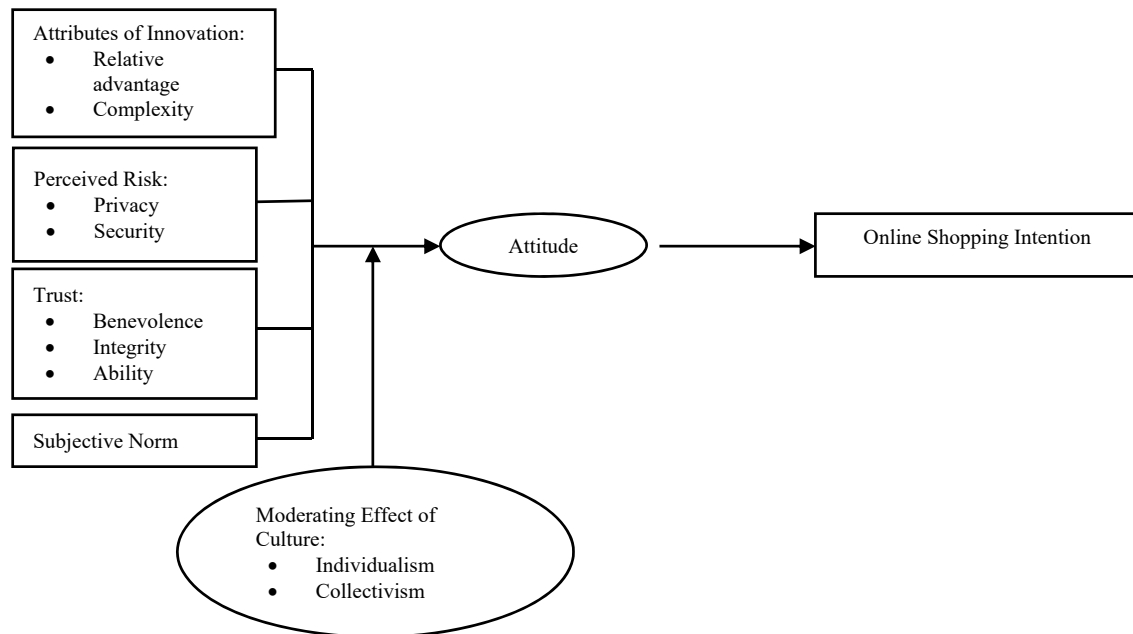 Attributes of Innovation:
• Relative
advantage
• Complexity
Perceived Risk:
• Privacy
• Security
Trust:
• Benevolence
• Integrity
• Ability
Subjective Norm
Attitude
Online Shopping Intention
Moderating Effect of
Culture:
• Individualism
• Collectivism